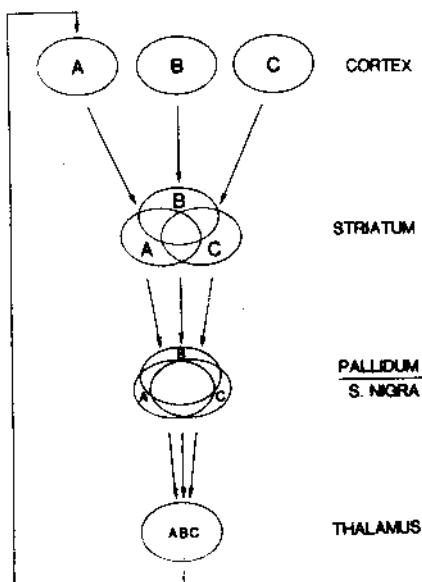 A B C CORTEX
B
A C STRIATUM
B
A C PALLIDUM
S. NIGRA
ABC THALAMUS